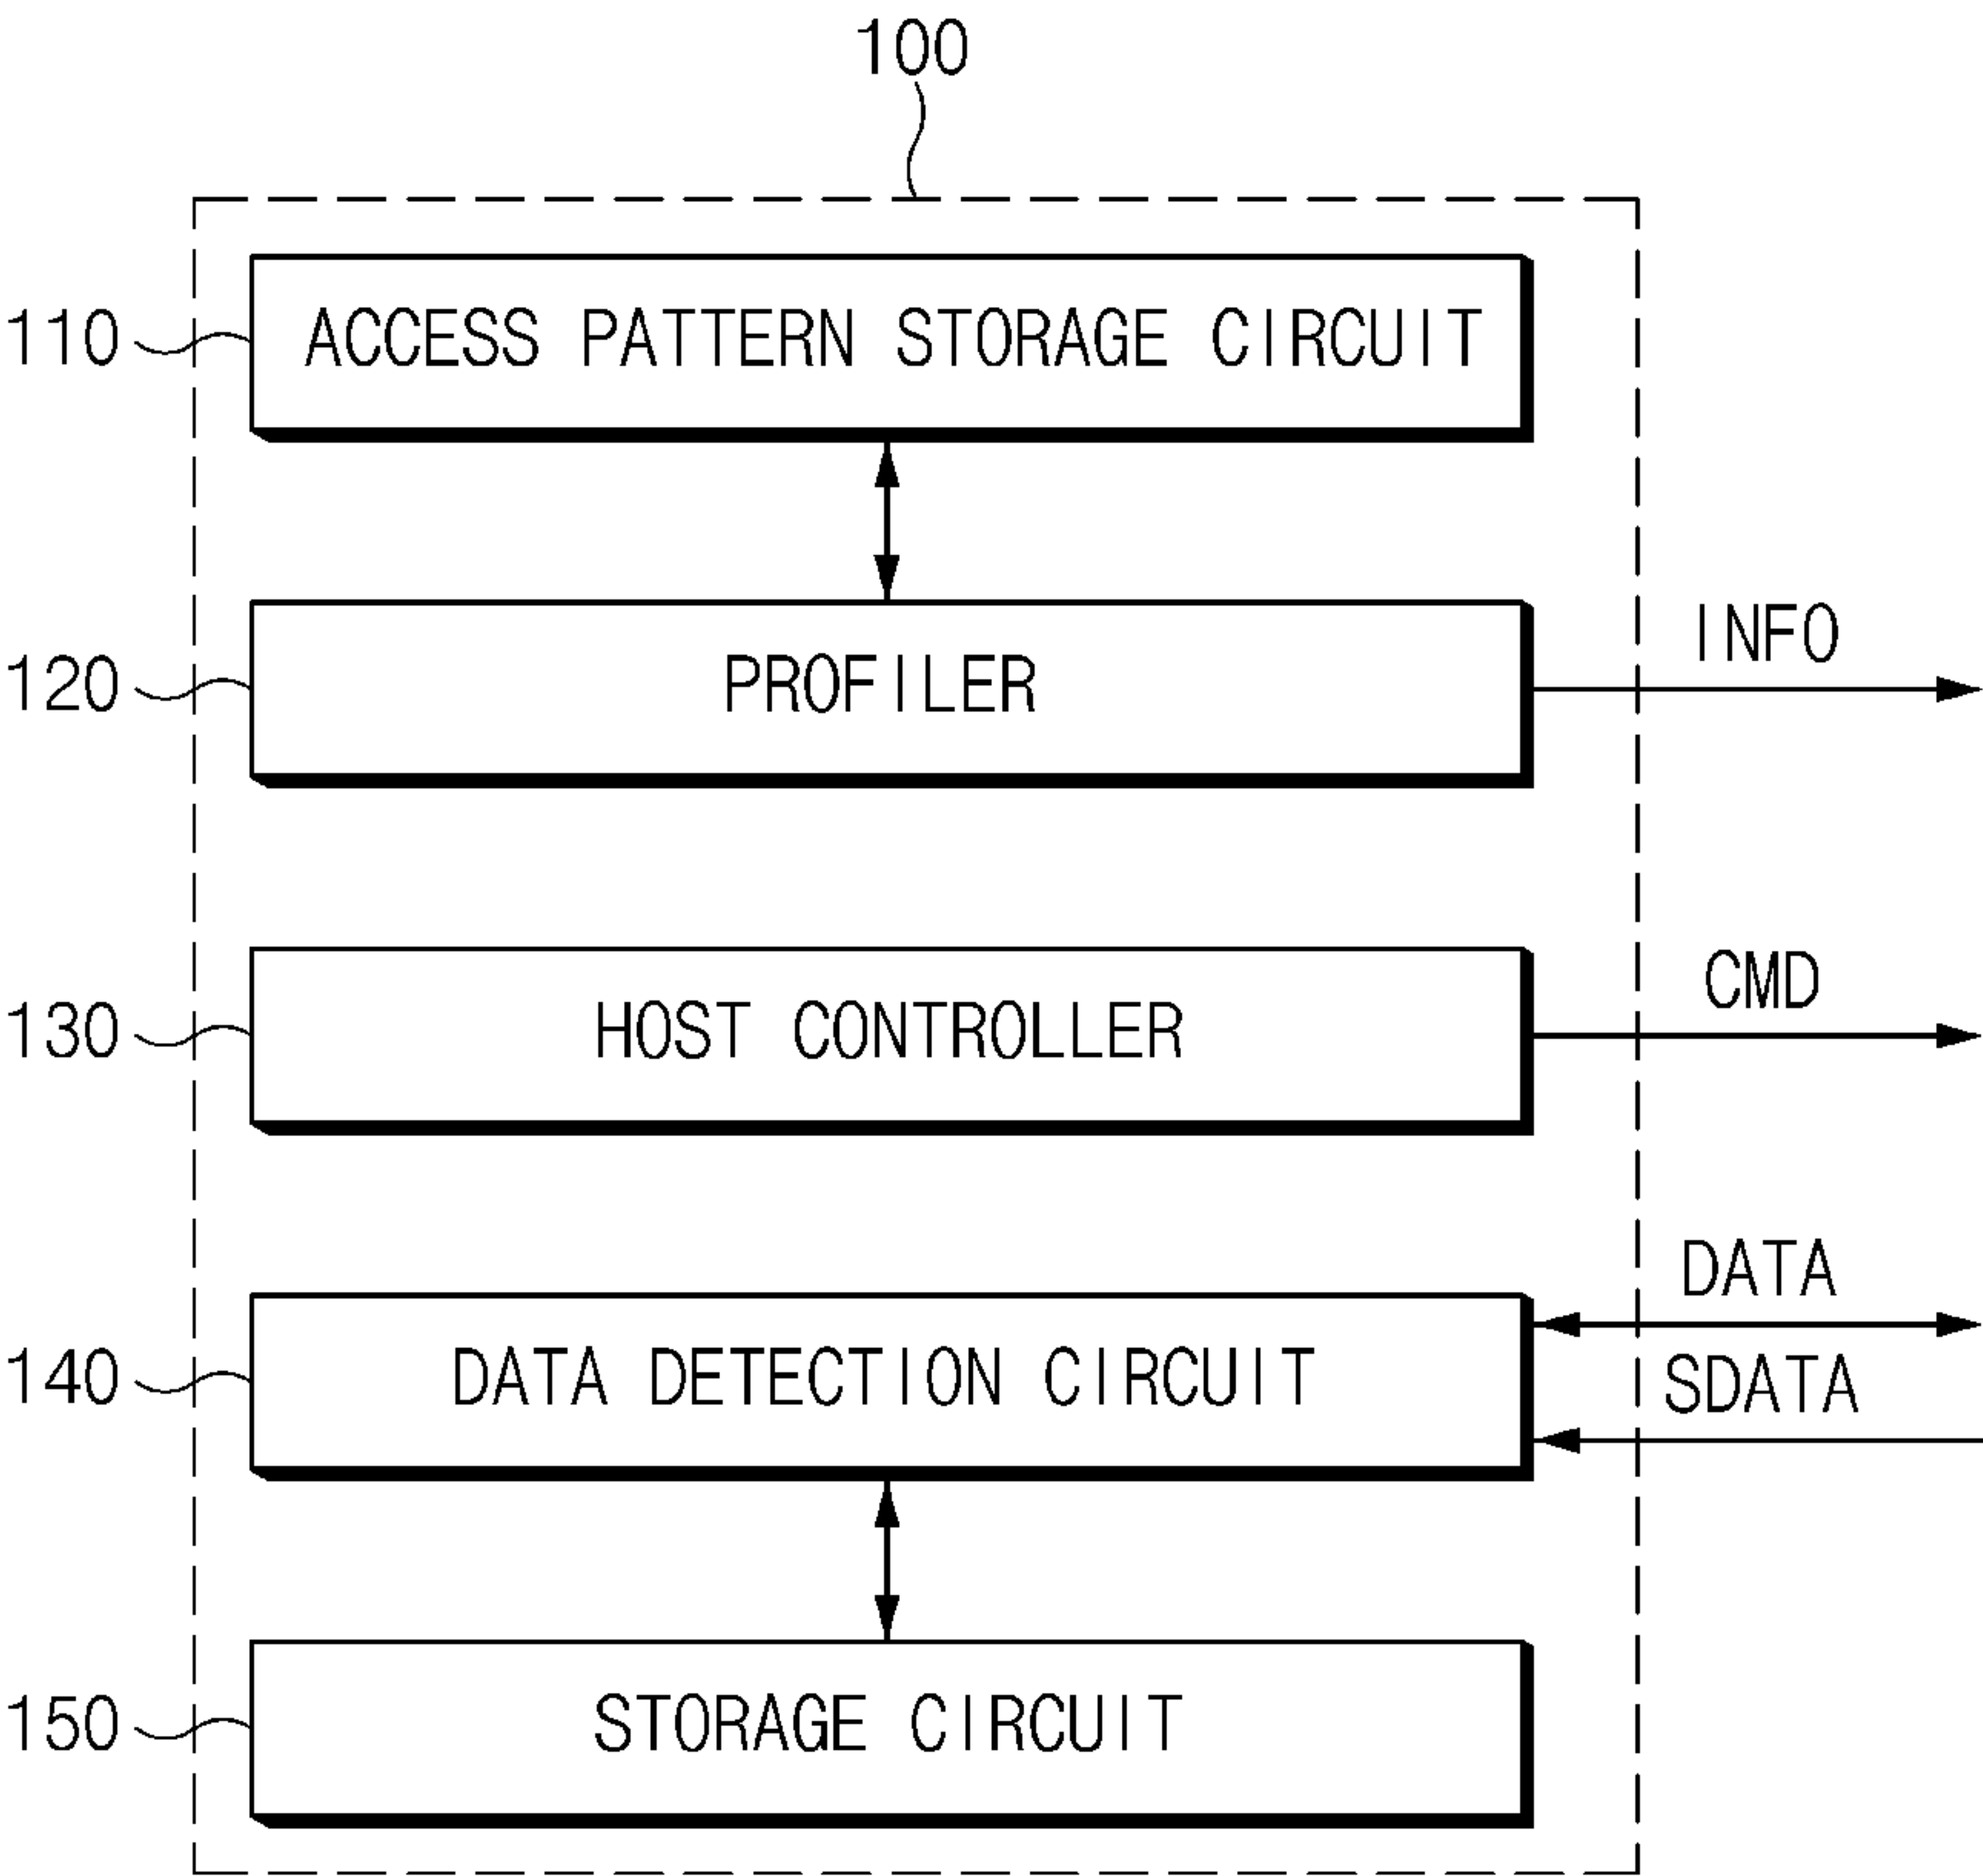 100
110 ACCESS PATTERN STORAGE CIRCUIT
INFO
120 PROFILER
CMD
130 HOST CONTROLLER
DATA
140 DATA DETECTION CIRCUIT
SDATA
150 STORAGE CIRCUIT